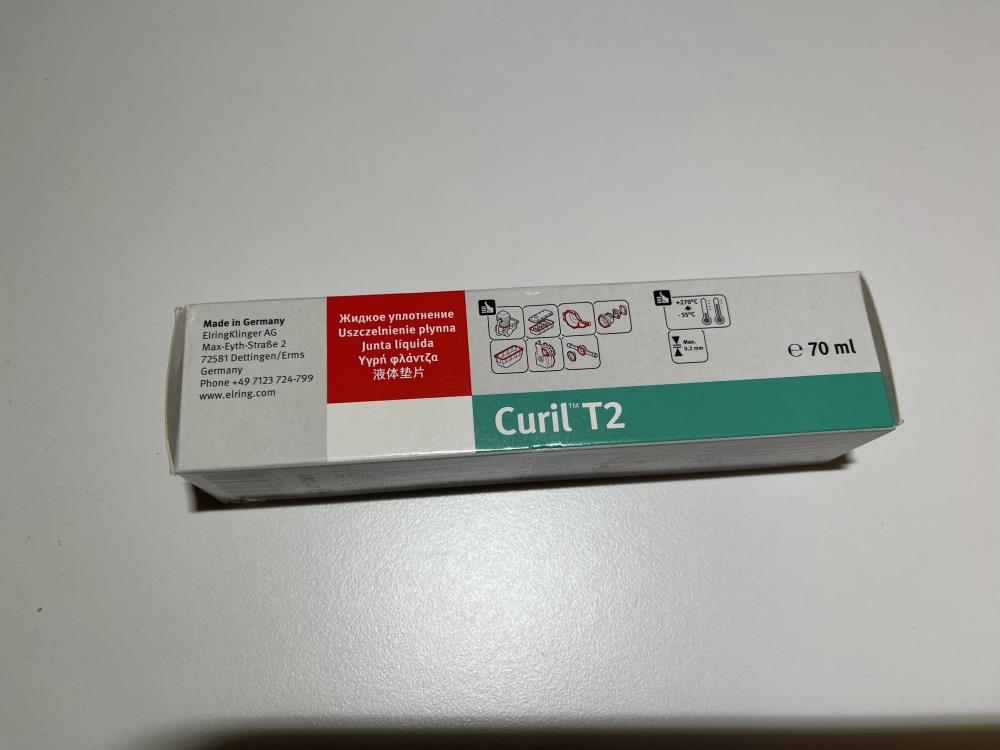 Made in Germany
ElringKlinger AG
Max-Eyth-Straße 2
72581 Dettingen/Erms
Germany
Phone +49 7123 724-799
www.elring.com
Жидкое уплотнение
Uszczelnienie płynna
Junta líquida
Υγρή φλάντζα
液体垫片
+270°C
- 55°C
Max.
0.2 mm
℮ 70 ml
Curil™ T2